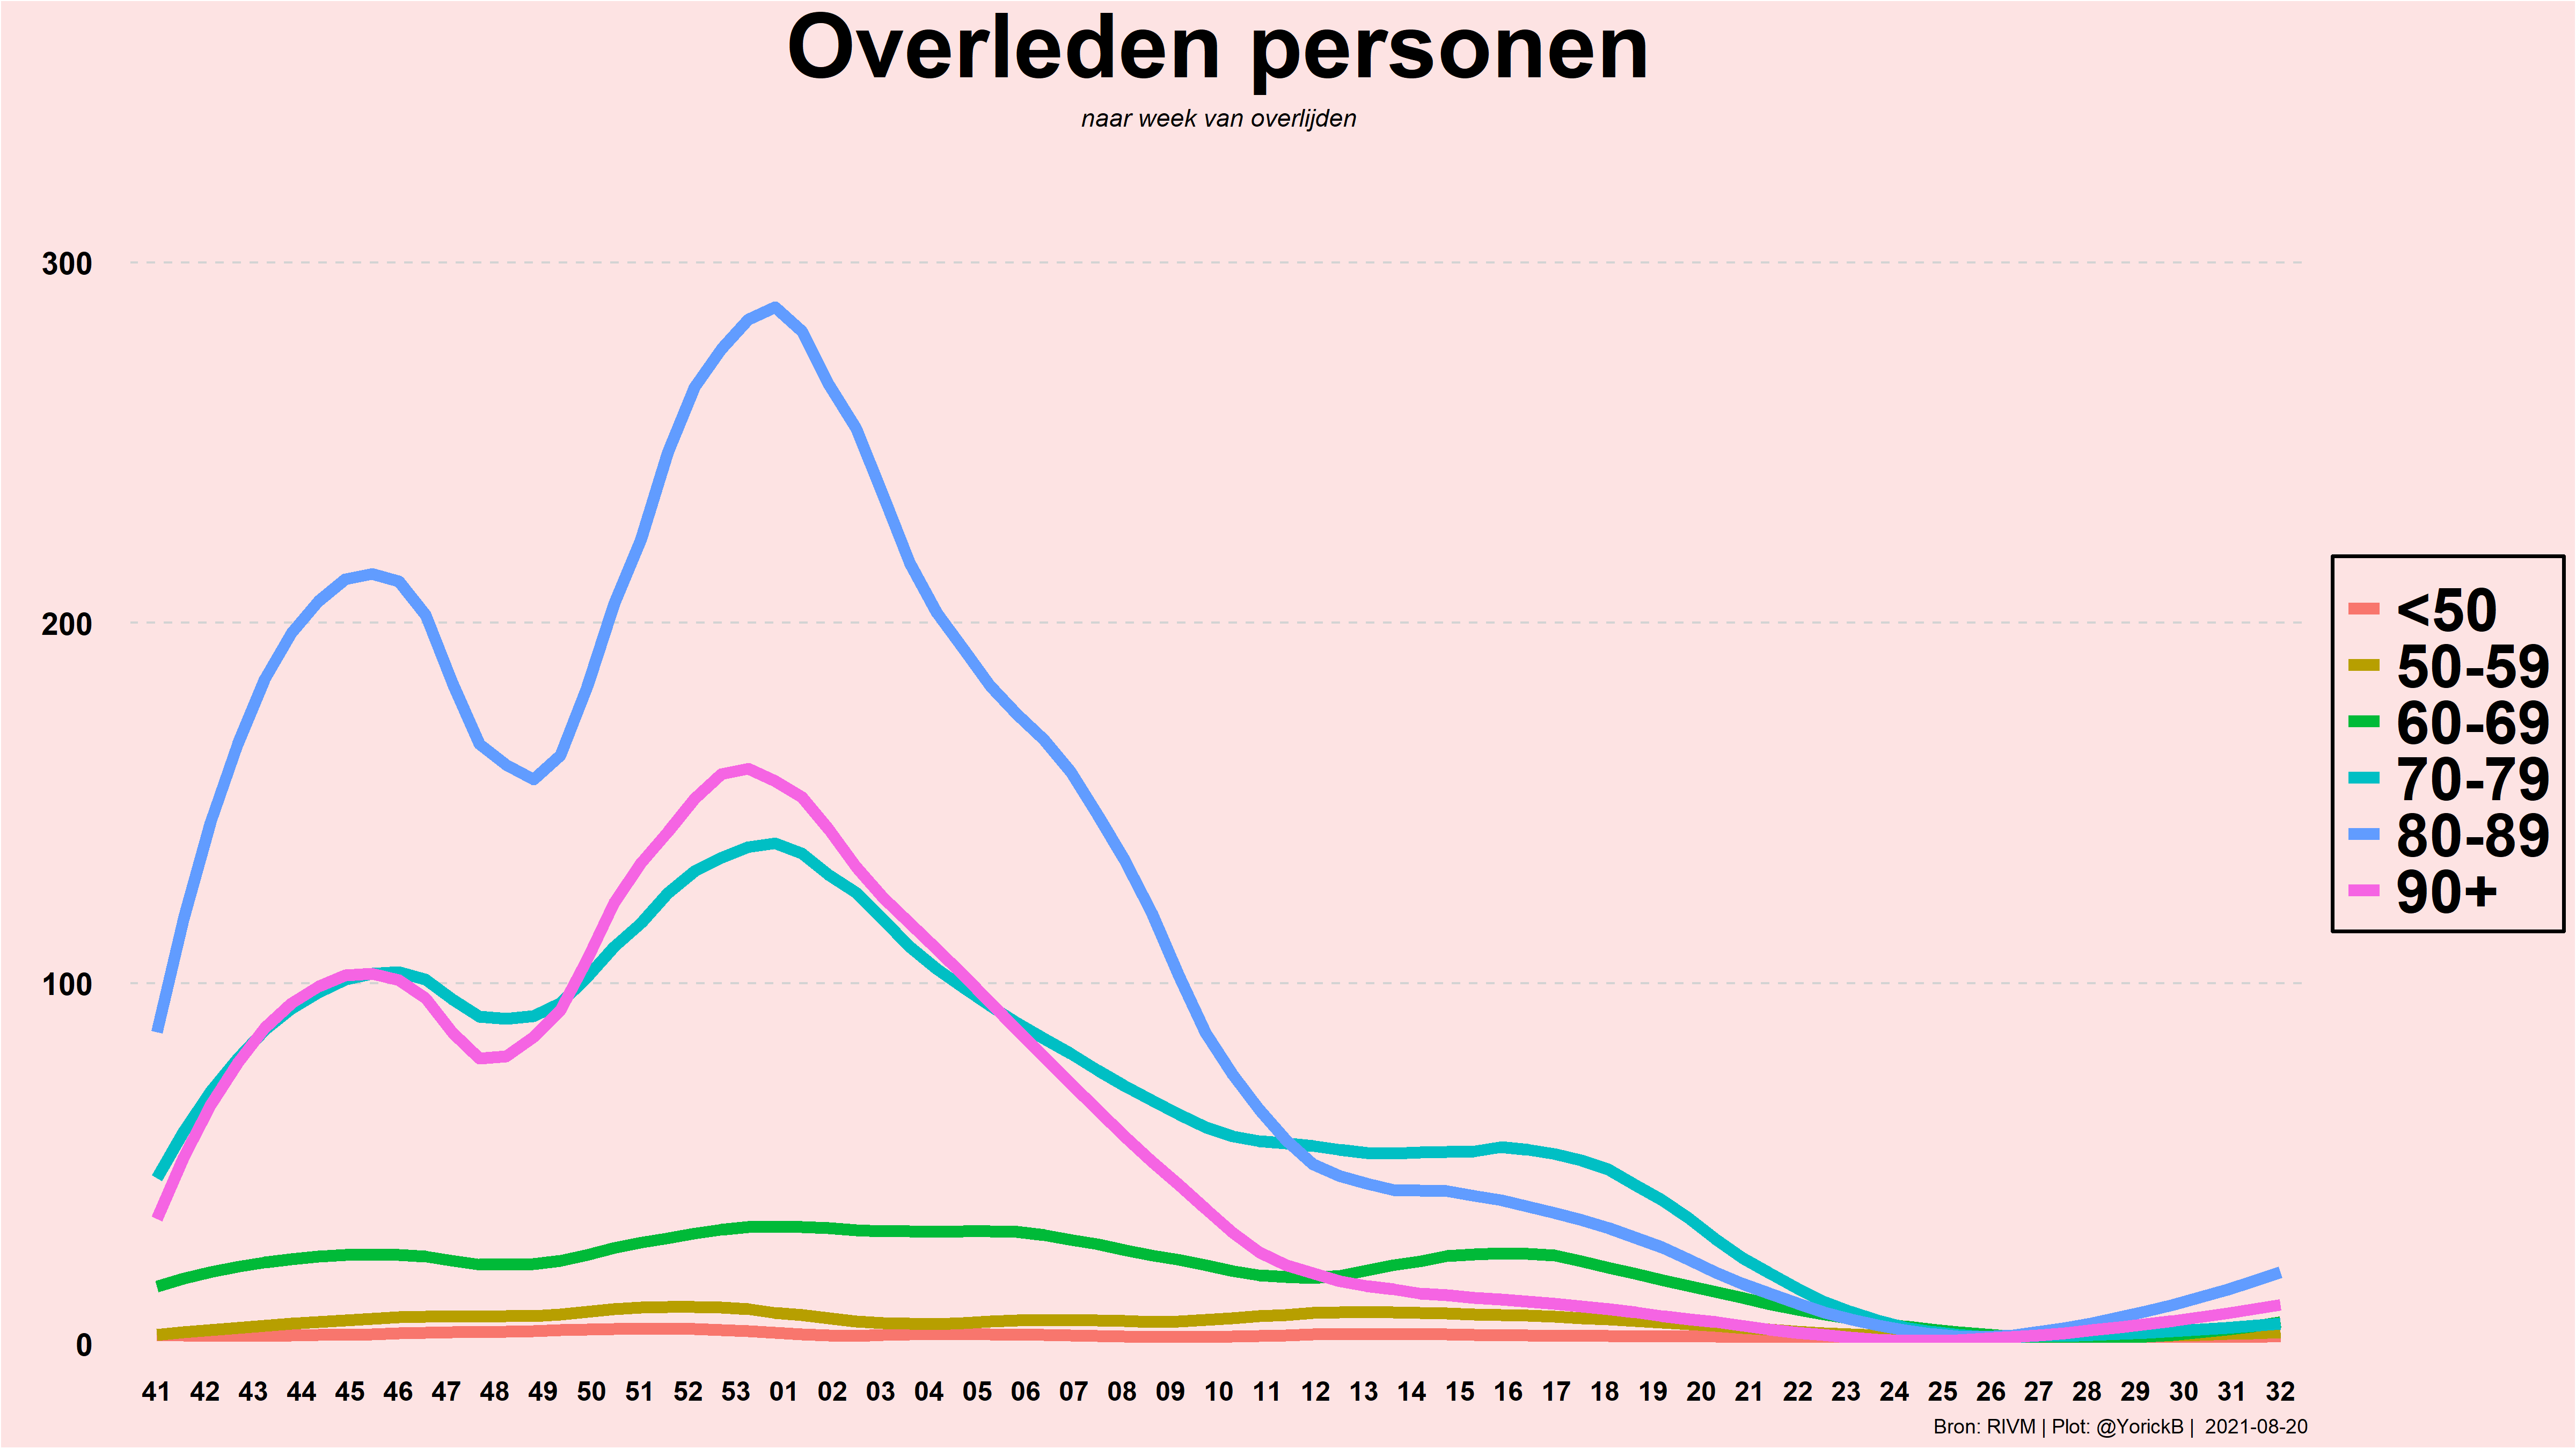 Overleden personen
naar week van overlijden
300
200
100
0
41 42 43 44 45 46 47 48 49 50 51 52 53 01 02 03 04 05 06 07 08 09 10 11 12 13 14 15 16 17 18 19 20 21 22 23 24 25 26 27 28 29 30 31 32
<50
50-59
60-69
70-79
80-89
90+
Bron: RIVM | Plot: @YorickB | 2021-08-20